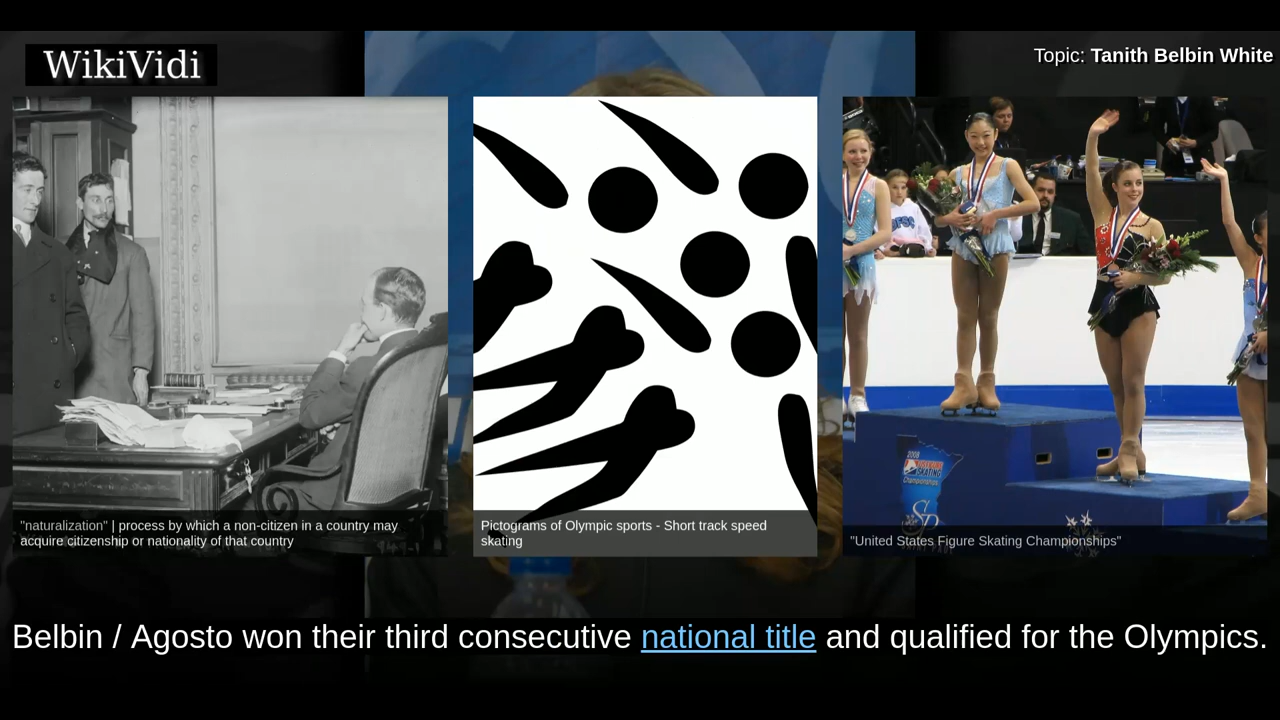 WikiVidi
Topic: Tanith Belbin White
"naturalization" | process by which a non-citizen in a country may
acquire citizenship or nationality of that country
Pictograms of Olympic sports - Short track speed
skating
2008
Championships
"United States Figure Skating Championships"
Belbin / Agosto won their third consecutive national title and qualified for the Olympics.